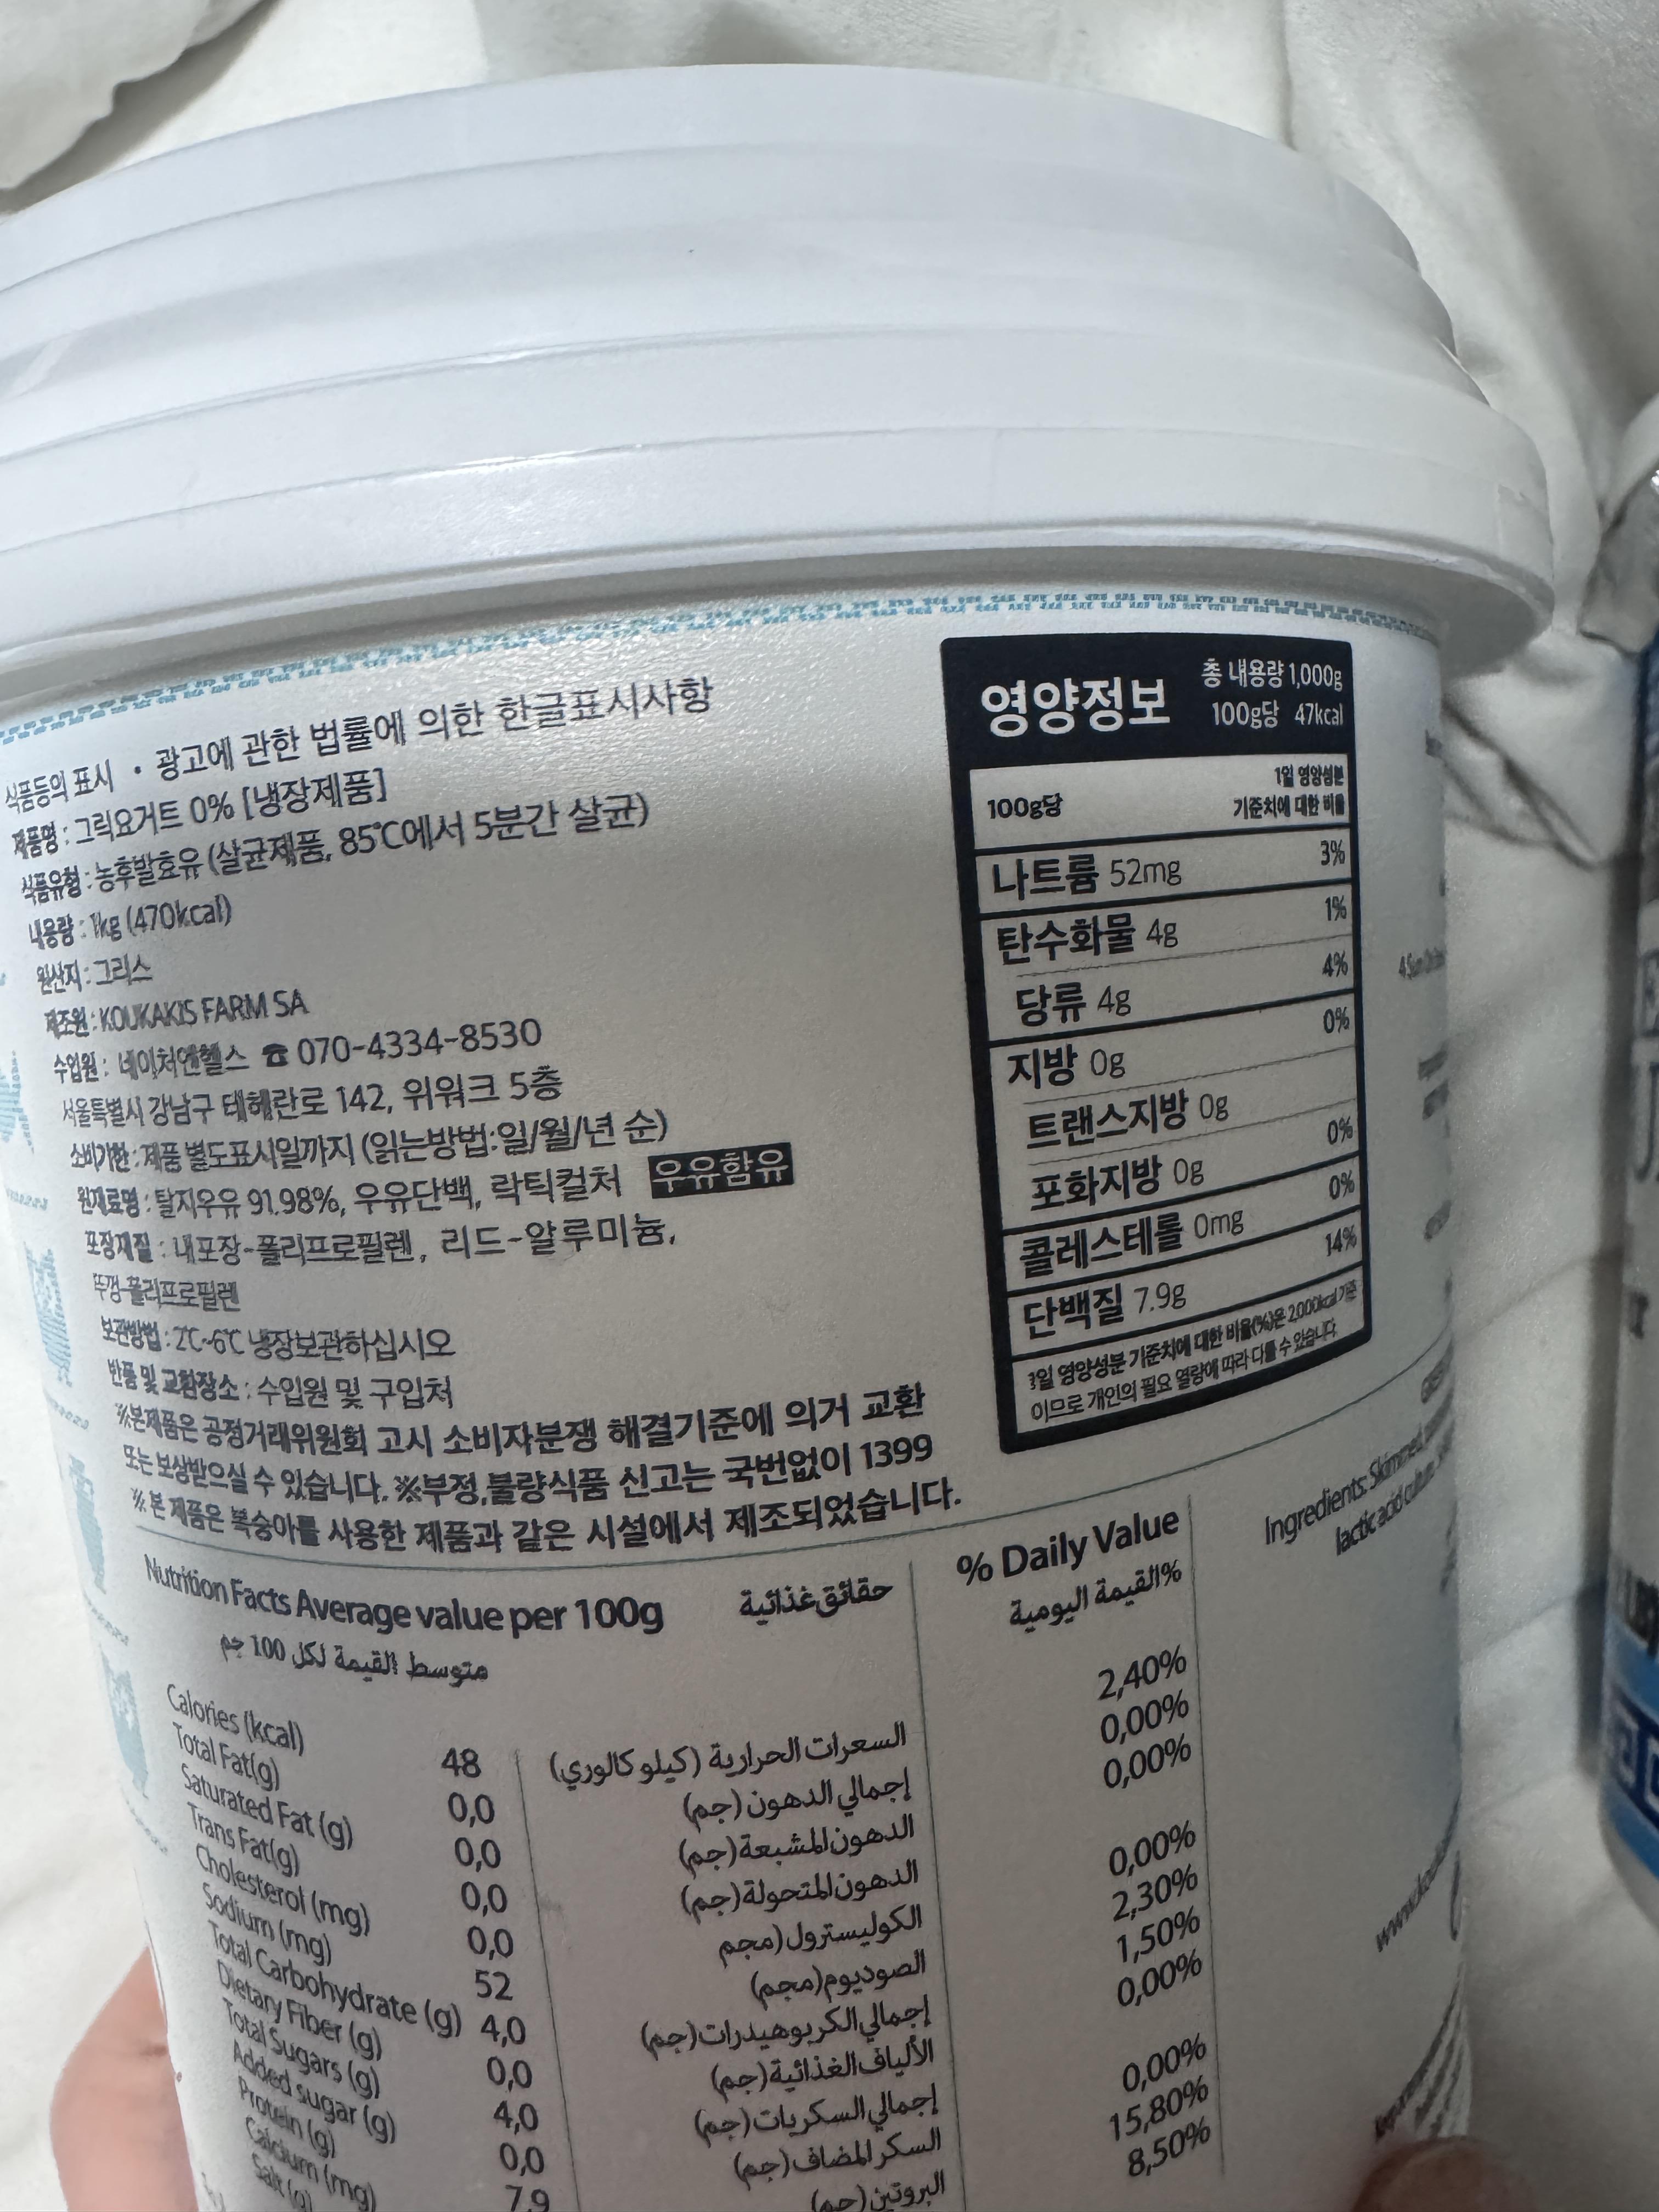 식품등의 표시 • 광고에 관한 법률에 의한 한글표시사항
제품명 : 그릭요거트 0% [냉장제품]
식품유형 : 농후발효유 (살균제품, 85℃에서 5분간 살균)
내용량 : 1kg (470kcal)
원산지 : 그리스
제조원 : KOUKAKIS FARM SA
수입원 : 네이처앤헬스 ☎ 070-4334-8530
서울특별시 강남구 테헤란로 142, 위워크 5층
소비기한 : 제품 별도표시일까지 (읽는방법:일/월/년 순)
원재료명 : 탈지우유 91.98%, 우유단백, 락틱컬처 우유함유
포장재질 : 내포장-폴리프로필렌, 리드-알루미늄,
뚜껑-폴리프로필렌
보관방법 : 2℃-6℃ 냉장보관하십시오
반품 및 교환장소 : 수입원 및 구입처
※본제품은 공정거래위원회 고시 소비자분쟁 해결기준에 의거 교환
또는 보상받으실 수 있습니다. ※부정,불량식품 신고는 국번없이 1399
※ 본 제품은 복숭아를 사용한 제품과 같은 시설에서 제조되었습니다.
영양정보
총 내용량 1,000g
100g당 47kcal
100g당
1일 영양성분
기준치에 대한 비율
나트륨 52mg 3%
탄수화물 4g 1%
당류 4g 4%
지방 0g 0%
트랜스지방 0g
포화지방 0g 0%
콜레스테롤 0mg 0%
단백질 7.9g 14%
1일 영양성분 기준치에 대한 비율(%)은 2,000kcal 기준
이므로 개인의 필요 열량에 따라 다를 수 있습니다.
Nutrition Facts Average value per 100g حقائق غذائية
متوسط القيمة لكل 100 جم
% Daily Value
%القيمة اليومية
Calories (kcal) 48 السعرات الحرارية (كيلو كالوري) 2,40%
Total Fat(g) 0,0 إجمالي الدهون (جم) 0,00%
Saturated Fat (g) 0,0 الدهون المشبعة (جم) 0,00%
Trans Fat(g) 0,0 الدهون المتحولة (جم)
Cholesterol (mg) 0,0 الكوليسترول (مجم 0,00%
Sodium (mg) 52 الصوديوم (مجم) 2,30%
Total Carbohydrate (g) 4,0 إجمالي الكربوهيدرات (جم) 1,50%
Dietary Fiber (g) 0,0 الألياف الغذائية (جم) 0,00%
Total Sugars (g) 4,0 إجمالي السكريات (جم)
Added sugar (g) 0,0 السكر المضاف (جم) 0,00%
Protein (g) 7,9 البروتين (جم) 15,80%
Calcium (mg) 8,50%
Salt (g)
Ingredients: Skimmed
lactic acid culture